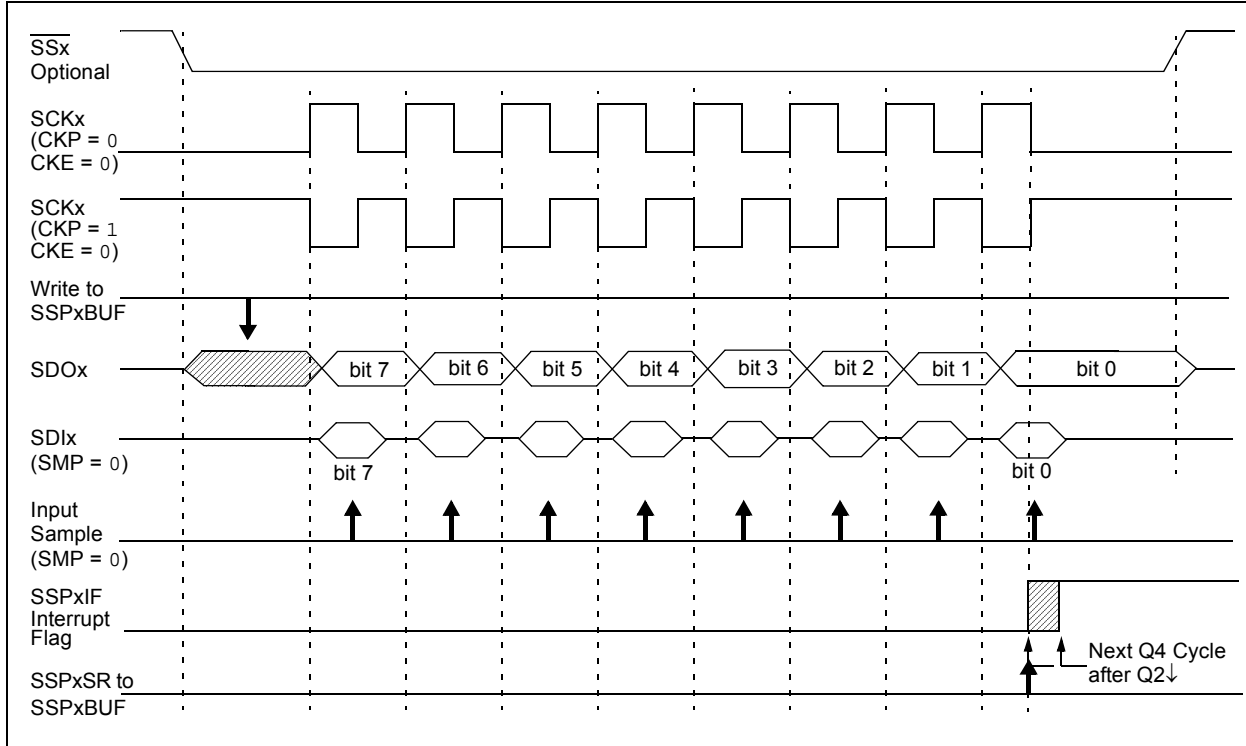 SSx
Optional
SCKx
(CKP = 0
CKE = 0)
SCKx
(CKP = 1
CKE = 0)
Write to
SSPxBUF
SDOx
bit 7
bit 6
bit 5
bit 4
bit 3
bit 2
bit 1
bit 0
SDIx
(SMP = 0)
bit 7
bit 0
Input
Sample
(SMP = 0)
SSPxIF
Interrupt
Flag
Next Q4 Cycle
after Q2↓
SSPxSR to
SSPxBUF